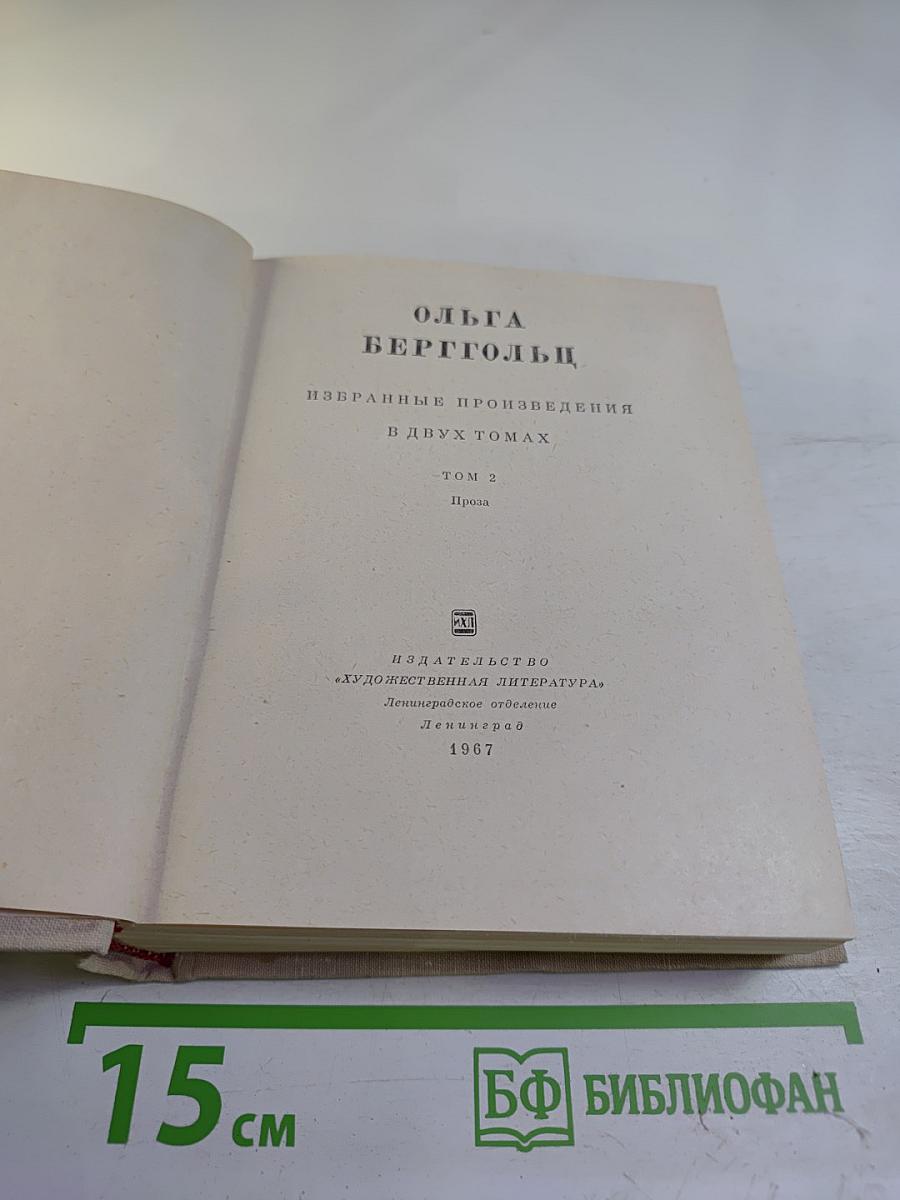 ОЛЬГА
БЕРГГОЛЬЦ
ИЗБРАННЫЕ ПРОИЗВЕДЕНИЯ
В ДВУХ ТОМАХ
ТОМ 2
Проза
ИХЛ
ИЗДАТЕЛЬСТВО
«ХУДОЖЕСТВЕННАЯ ЛИТЕРАТУРА»
Ленинградское отделение
Ленинград
1967
15 см
БФ БИБЛИОФАН